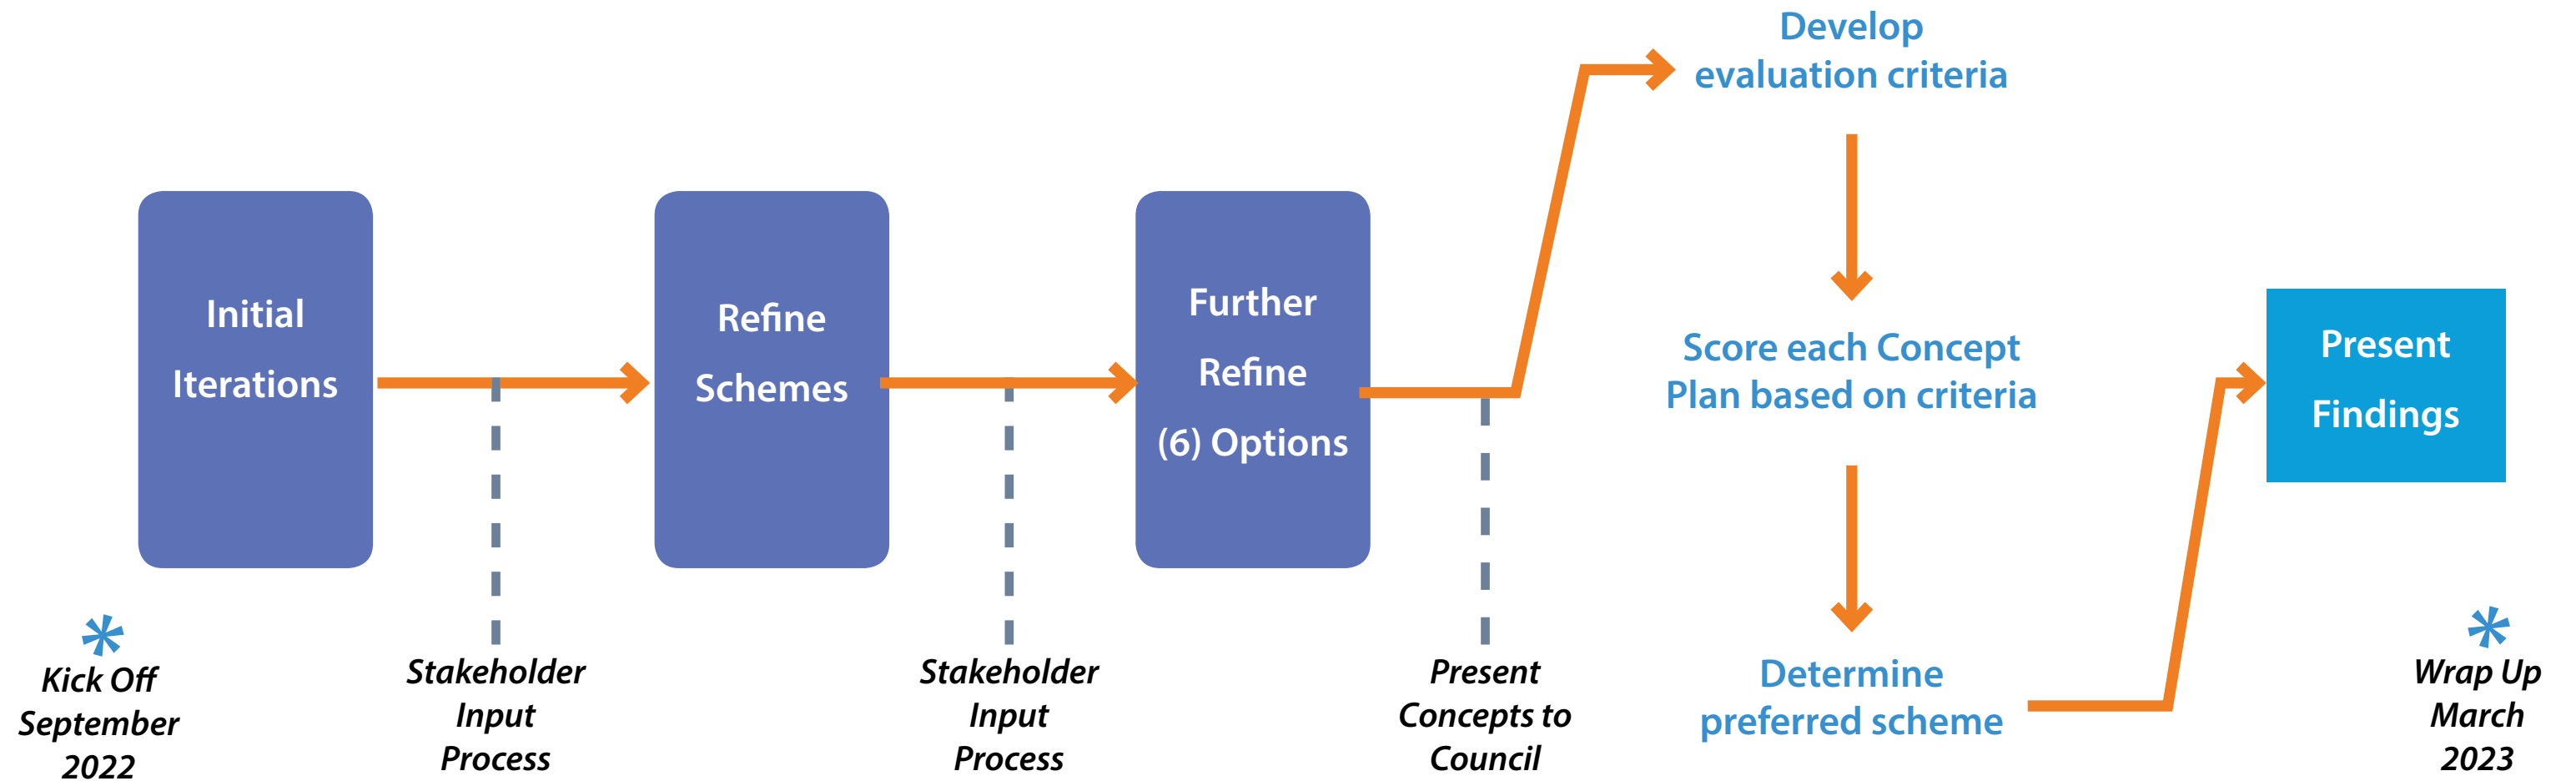 Initial
Iterations
Refine
Schemes
Further
Refine
(6) Options
Develop
evaluation criteria
Score each Concept
Plan based on criteria
Determine
preferred scheme
Present
Findings
*
Kick Off
September
2022
Stakeholder
Input
Process
Stakeholder
Input
Process
Present
Concepts to
Council
*
Wrap Up
March
2023